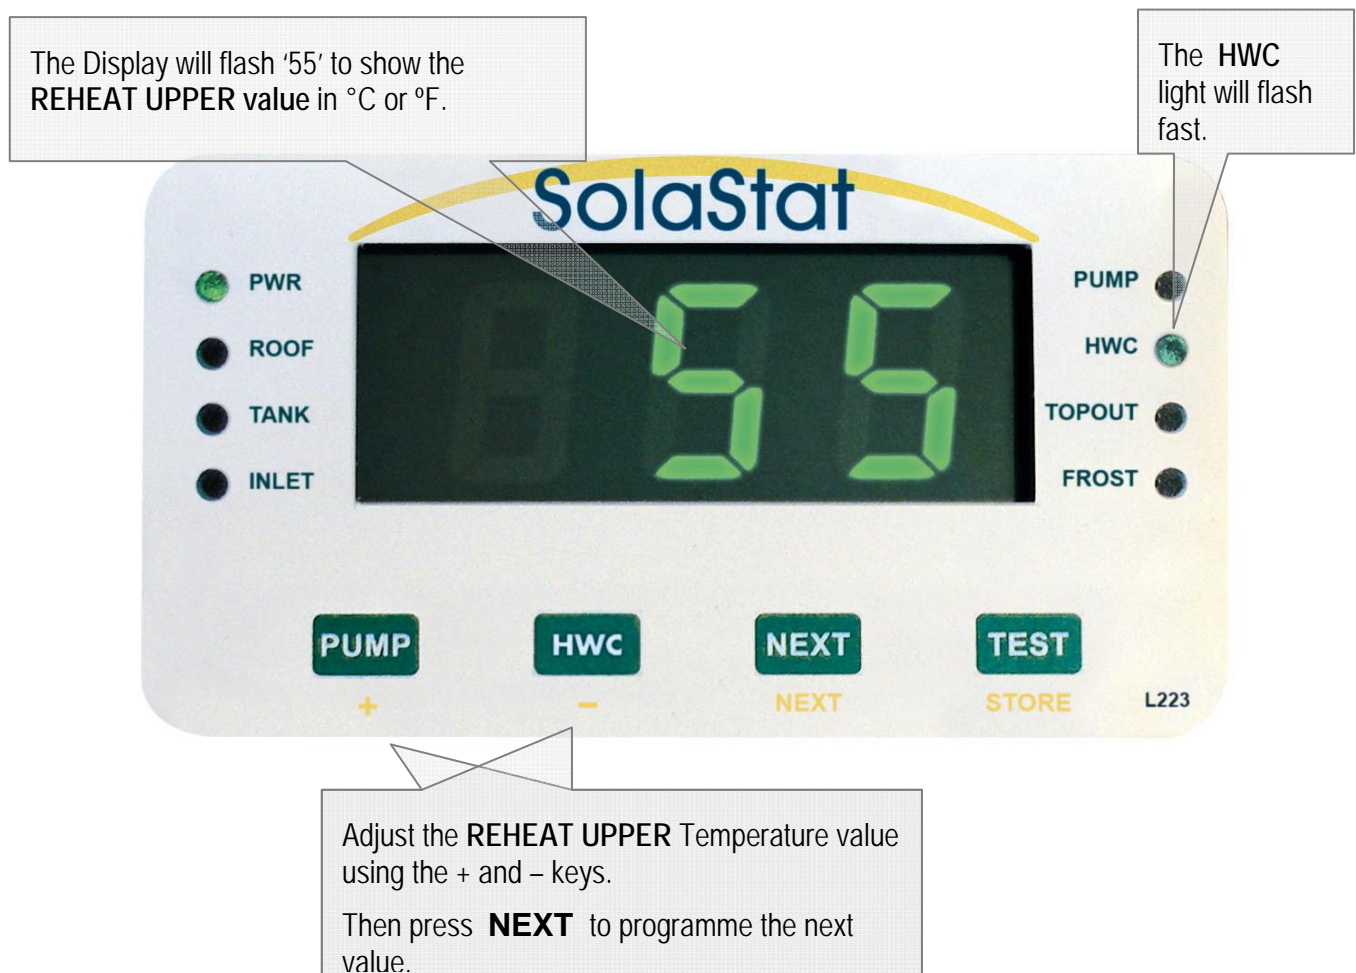 The Display will flash ‘55’ to show the
REHEAT UPPER value in °C or ºF.
The HWC
light will flash
fast.
SolaStat
PWR
ROOF
TANK
INLET
55
PUMP
HWC
TOPOUT
FROST
PUMP
HWC
NEXT
TEST
+
–
NEXT
STORE
L223
Adjust the REHEAT UPPER Temperature value
using the + and – keys.
Then press NEXT to programme the next
value.